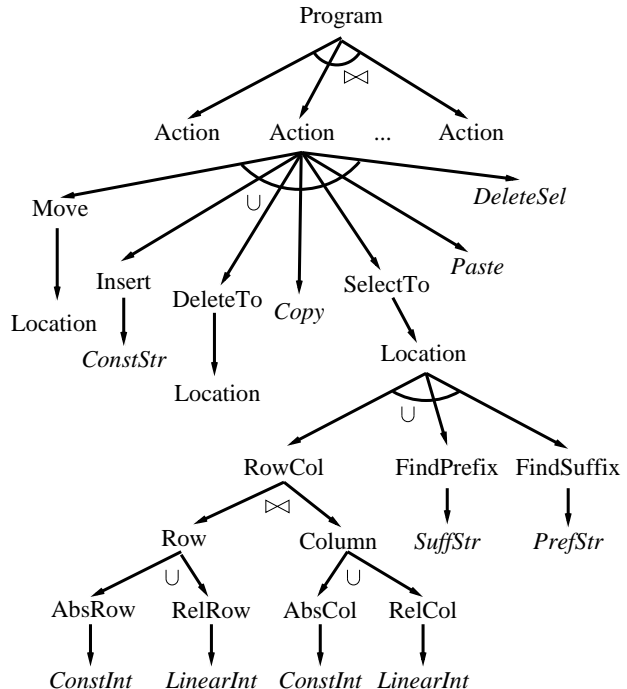 Program
⋈
Action Action ... Action
DeleteSel
Move
∪
Paste
Insert
SelectTo
DeleteTo
Copy
Location
ConstStr
Location
Location
∪
RowCol FindPrefix FindSuffix
⋈
Row Column SuffStr PrefStr
∪ ∪
AbsRow RelRow AbsCol RelCol
ConstInt LinearInt ConstInt LinearInt